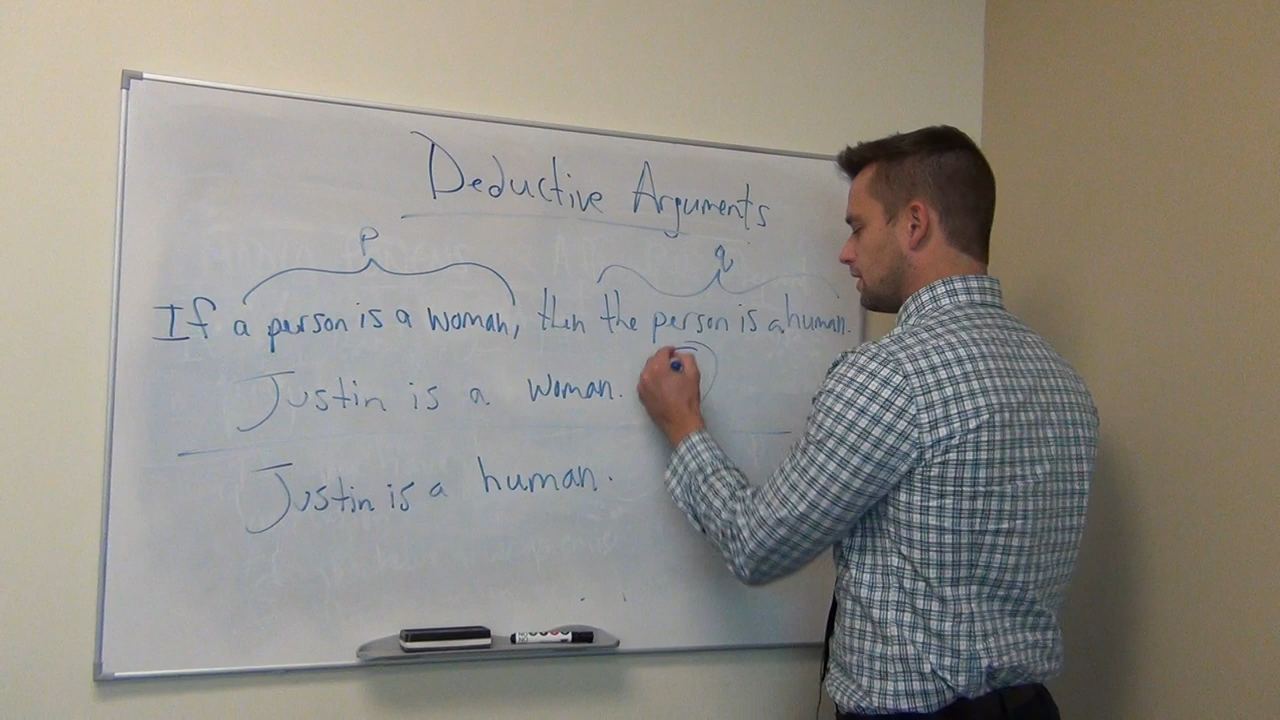 Deductive Arguments
p q
If a person is a woman, then the person is a human.
Justin is a woman.
Justin is a human.